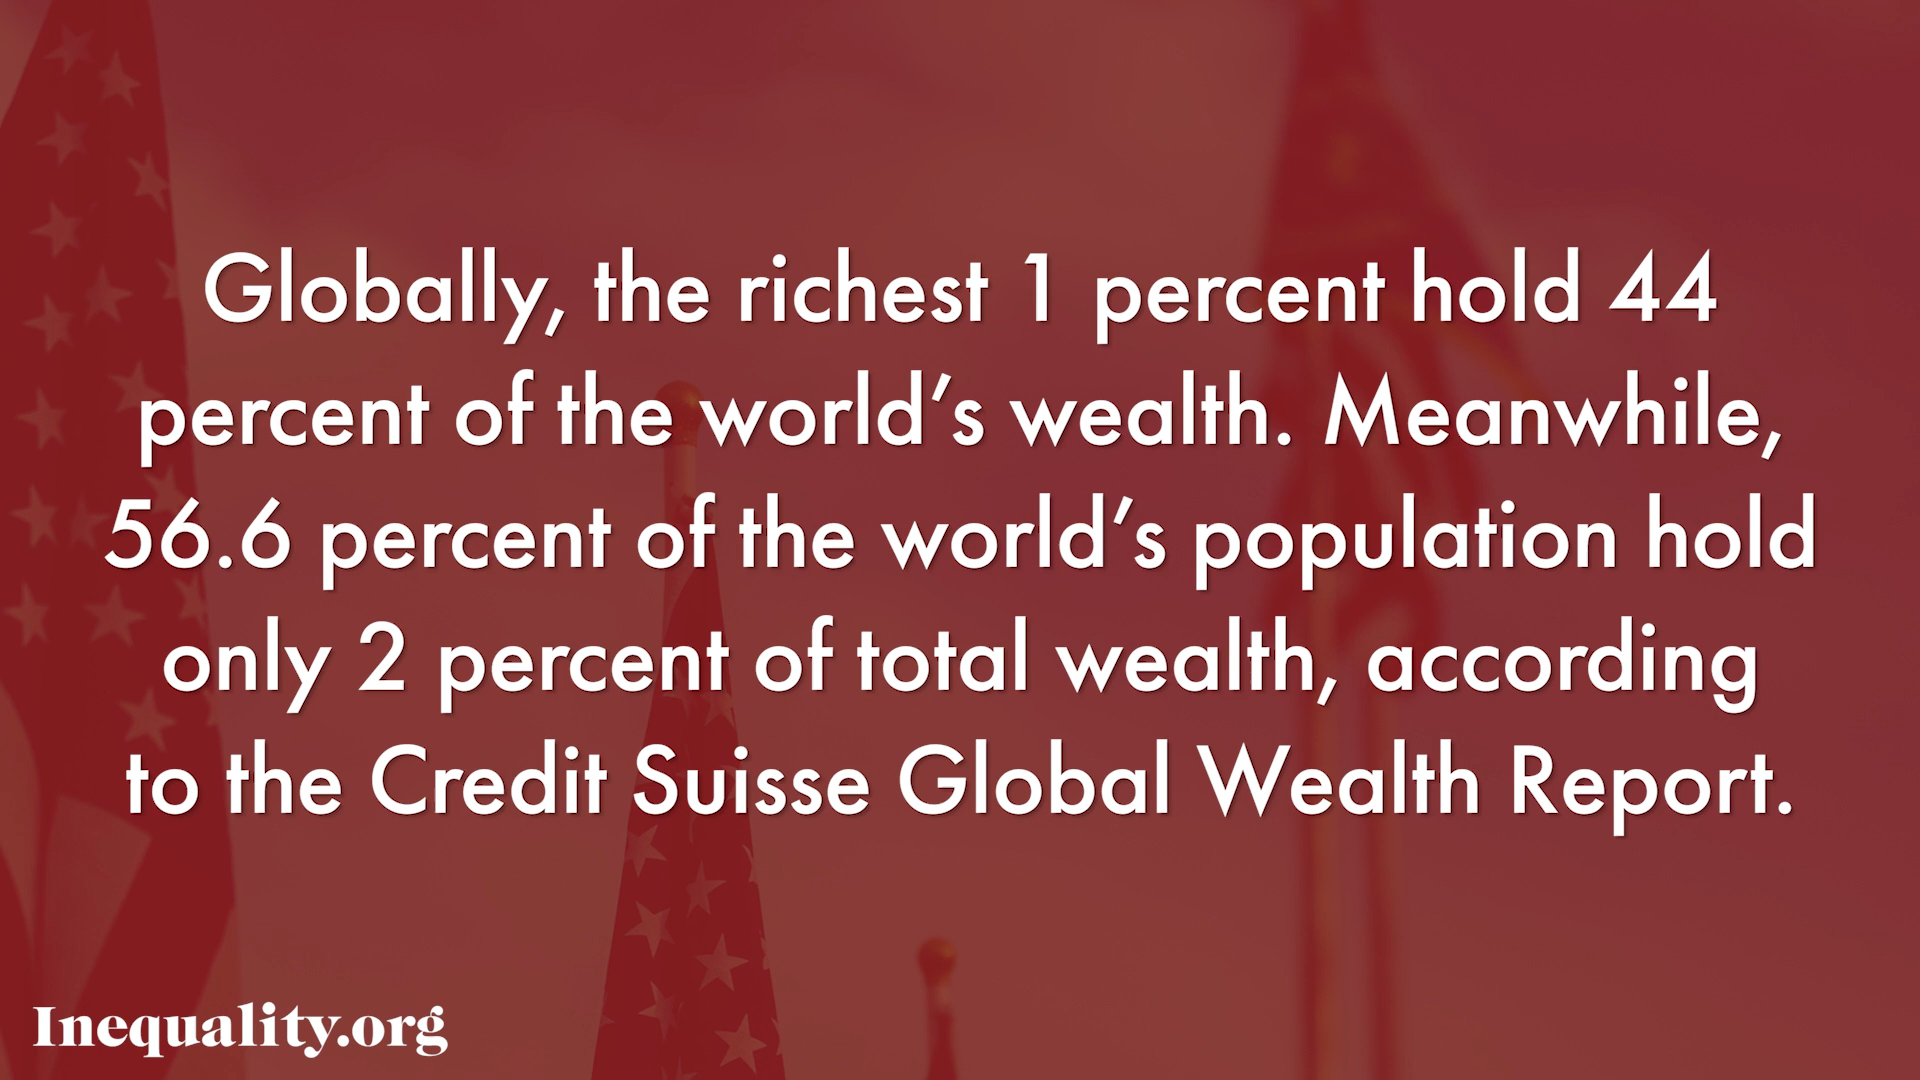 Globally, the richest 1 percent hold 44
percent of the world’s wealth. Meanwhile,
56.6 percent of the world’s population hold
only 2 percent of total wealth, according
to the Credit Suisse Global Wealth Report.
Inequality.org